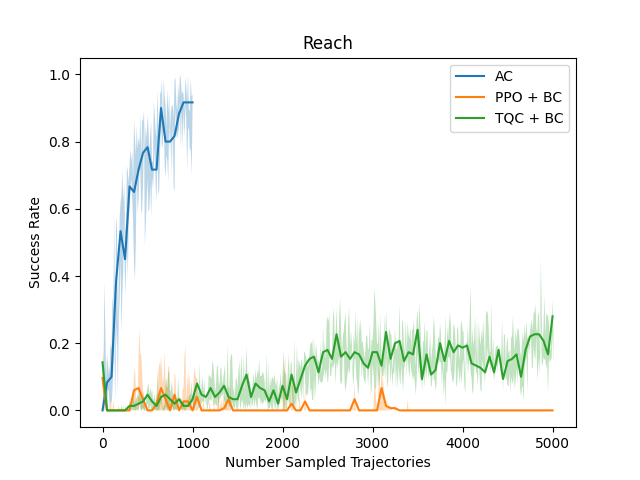 Reach
AC
PPO + BC
TQC + BC
Success Rate
1.0
0.8
0.6
0.4
0.2
0.0
0
1000
2000
3000
4000
5000
Number Sampled Trajectories